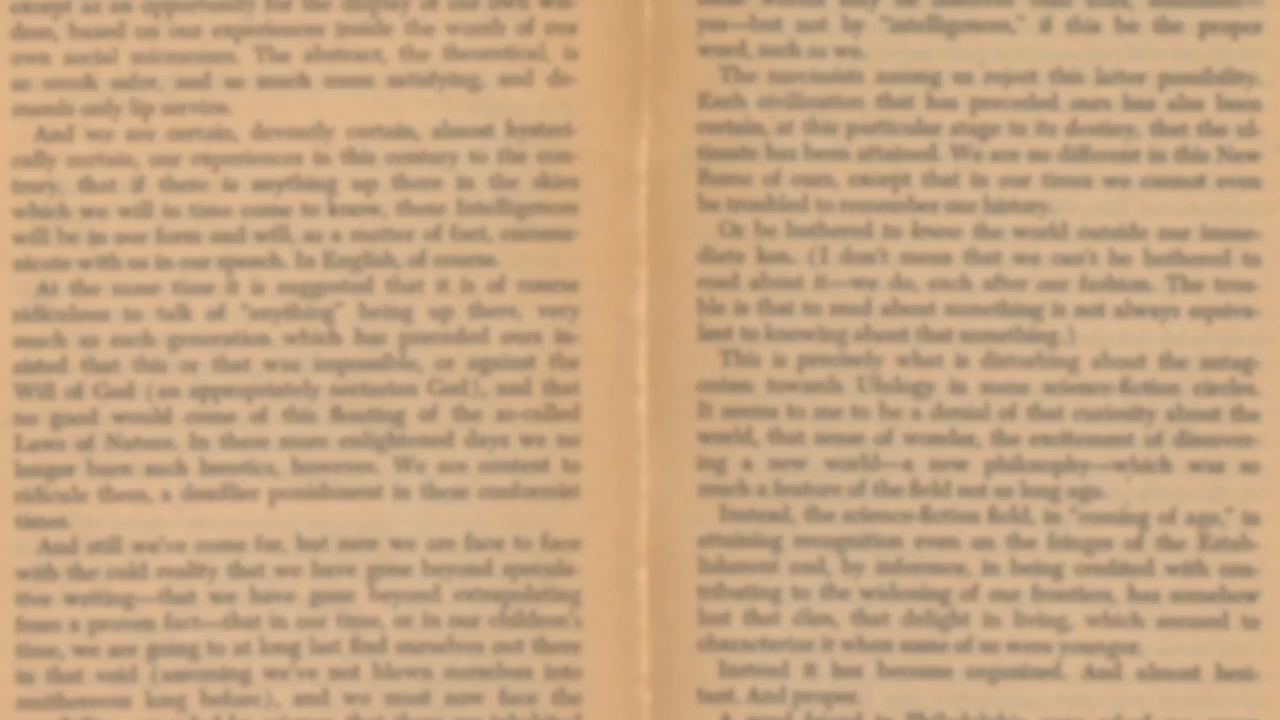 except as an opportunity for the display of our own wis-
dom, based on our experiences inside the womb of our
own social microcosm. The abstract, the theoretical, is
so much safer, and so much more satisfying, and de-
mands only lip service.
And we are certain, devoutly certain, almost hysteri-
cally certain, our experiences in this century to the con-
trary, that if there is anything up there in the skies
which we will in time come to know, these Intelligences
will be in our form and will, as a matter of fact, commu-
nicate with us in our speech. In English, of course.
At the same time it is suggested that it is of course
ridiculous to talk of "anything" being up there, very
much as each generation which has preceded ours in-
sisted that this or that was impossible, or against the
Will of God (an appropriately sectarian God), and that
no good would come of this flouting of the so-called
Laws of Nature. In these more enlightened days we no
longer burn such heretics, however. We are content to
ridicule them, a deadlier punishment in these conformist
times.
And still we've come far, but now we are face to face
with the cold reality that we have gone beyond specula-
tive writing—that we have gone beyond extrapolating
from a proven fact—that in our time, or in our children's
time, we are going to at long last find ourselves out there
in that void (assuming we've not blown ourselves into
smithereens long before), and we must now face the
yes—but not by "intelligences," if this be the proper
word, such as we.
The narcissists among us reject this latter possibility.
Each civilization that has preceded ours has also been
certain, at this particular stage in its destiny, that the ul-
timate has been attained. We are no different in this New
Rome of ours, except that in our times we cannot even
be troubled to remember our history.
Or be bothered to know the world outside our imme-
diate ken. (I don't mean that we can't be bothered to
read about it—we do, each after our fashion. The trou-
ble is that to read about something is not always equiva-
lent to knowing about that something.)
This is precisely what is disturbing about the antag-
onism towards Ufology in some science-fiction circles.
It seems to me to be a denial of that curiosity about the
world, that sense of wonder, the excitement of discover-
ing a new world—a new philosophy—which was so
much a feature of the field not so long ago.
Instead, the science-fiction field, in "coming of age," in
attaining recognition even on the fringes of the Estab-
lishment and, by inference, in being credited with con-
tributing to the widening of our frontiers, has somehow
lost that élan, that delight in living, which seemed to
characterize it when some of us were younger.
Instead it has become organized. And almost hesi-
tant. And proper.